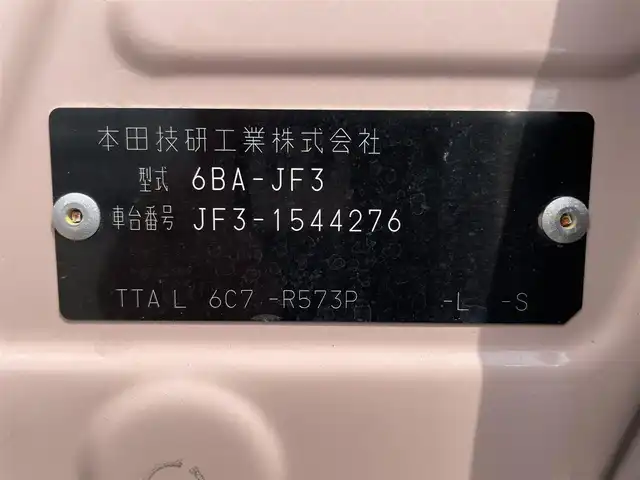 本田技研工業株式会社
型式 6BA-JF3
車台番号 JF3-1544276
TTA L 6C7 -R573P -L -S